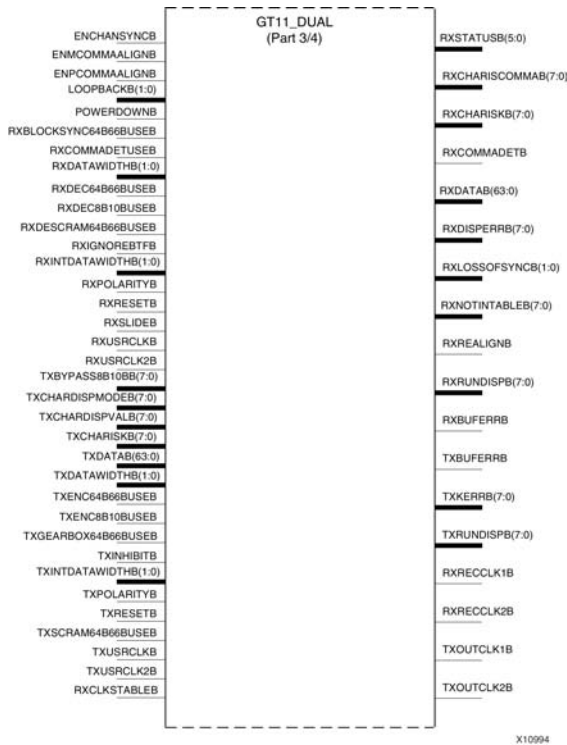 GT11_DUAL
(Part 3/4)
ENCHANSYNCB
ENMCOMMAALIGNB
ENPCOMMAALIGNB
LOOPBACKB(1:0)
POWERDOWNB
RXBLOCKSYNC64B66BUSEB
RXCOMMADETUSEB
RXDATAWIDTHB(1:0)
RXDEC64B66BUSEB
RXDEC8B10BUSEB
RXDESCRAM64B66BUSEB
RXIGNOREBTFB
RXINTDATAWIDTHB(1:0)
RXPOLARITYB
RXRESETB
RXSLIDEB
RXUSRCLKB
RXUSRCLK2B
TXBYPASS8B10BB(7:0)
TXCHARDISPMODEB(7:0)
TXCHARDISPVALB(7:0)
TXCHARISKB(7:0)
TXDATAB(63:0)
TXDATAWIDTHB(1:0)
TXENC64B66BUSEB
TXENC8B10BUSEB
TXGEARBOX64B66BUSEB
TXINHIBITB
TXINTDATAWIDTHB(1:0)
TXPOLARITYB
TXRESETB
TXSCRAM64B66BUSEB
TXUSRCLKB
TXUSRCLK2B
RXCLKSTABLEB
RXSTATUSB(5:0)
RXCHARISCOMMAB(7:0)
RXCHARISKB(7:0)
RXCOMMADETB
RXDATAB(63:0)
RXDISPERRB(7:0)
RXLOSSOFSYNCB(1:0)
RXNOTINTABLEB(7:0)
RXREALIGNB
RXRUNDISPB(7:0)
RXBUFERRB
TXBUFERRB
TXKERRB(7:0)
TXRUNDISPB(7:0)
RXRECCLK1B
RXRECCLK2B
TXOUTCLK1B
TXOUTCLK2B
X10994